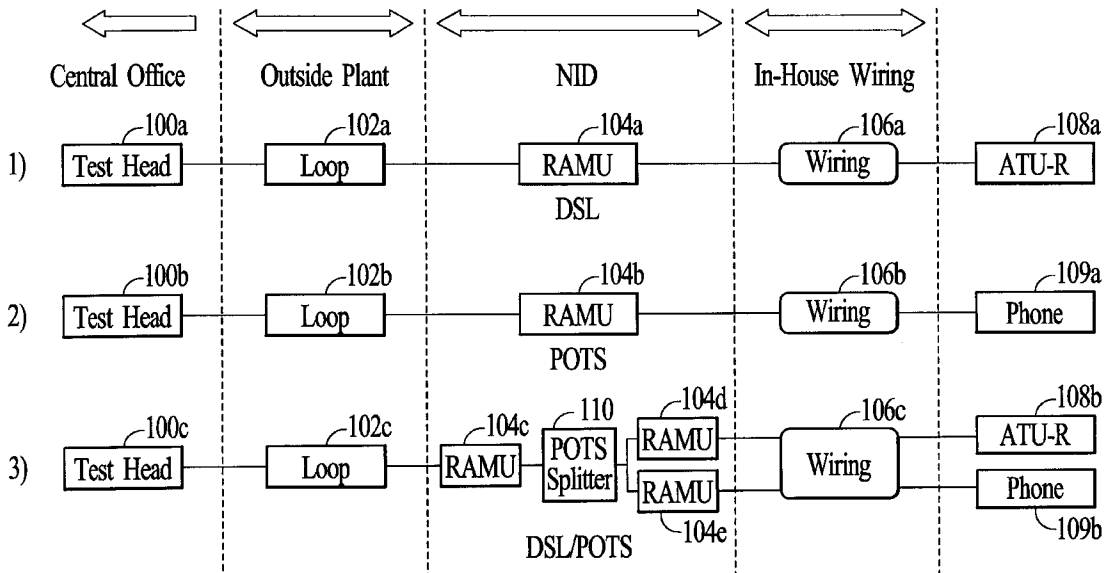 Central Office Outside Plant NID In-House Wiring
100a 102a 104a 106a 108a
1) Test Head Loop RAMU Wiring ATU-R
DSL
100b 102b 104b 106b 109a
2) Test Head Loop RAMU Wiring Phone
POTS
100c 102c 104c 110 104d 106c 108b
3) Test Head Loop RAMU POTS Splitter RAMU Wiring ATU-R
RAMU Phone
104e 109b
DSL/POTS